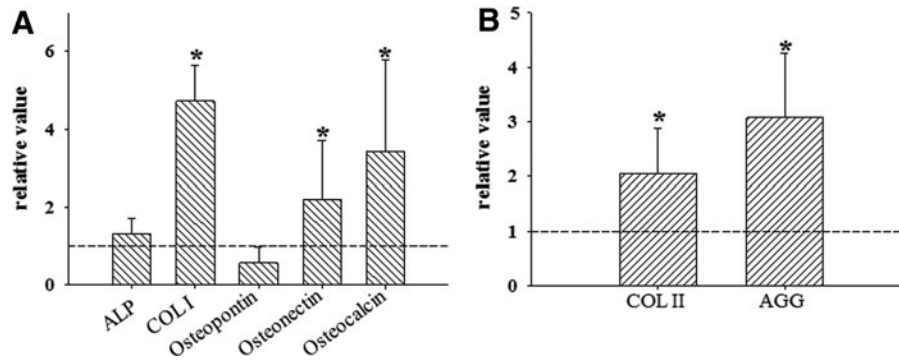 A
relative value
6
4
2
0
*
*
*
ALP
COL I
Osteopontin
Osteonectin
Osteocalcin
B
relative value
5
4
3
2
1
0
*
*
COL II
AGG